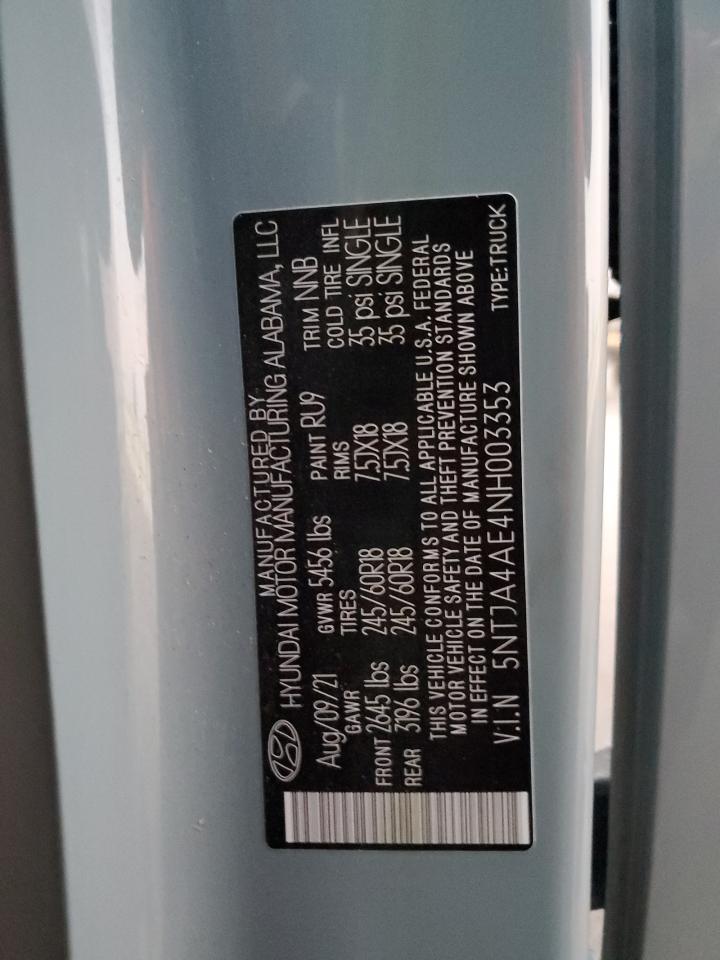 MANUFACTURED BY
HYUNDAI MOTOR MANUFACTURING ALABAMA, LLC
Aug/09/21 GVWR 5456 lbs PAINT RU9 TRIM NNB
GAWR TIRES RIMS COLD TIRE INFL
FRONT 2645 lbs 245/60R18 7.5JX18 35 psi SINGLE
REAR 3196 lbs 245/60R18 7.5JX18 35 psi SINGLE
THIS VEHICLE CONFORMS TO ALL APPLICABLE U.S.A. FEDERAL
MOTOR VEHICLE SAFETY AND THEFT PREVENTION STANDARDS
IN EFFECT ON THE DATE OF MANUFACTURE SHOWN ABOVE
V.I.N 5NTJA4AE4NH003353 TYPE:TRUCK